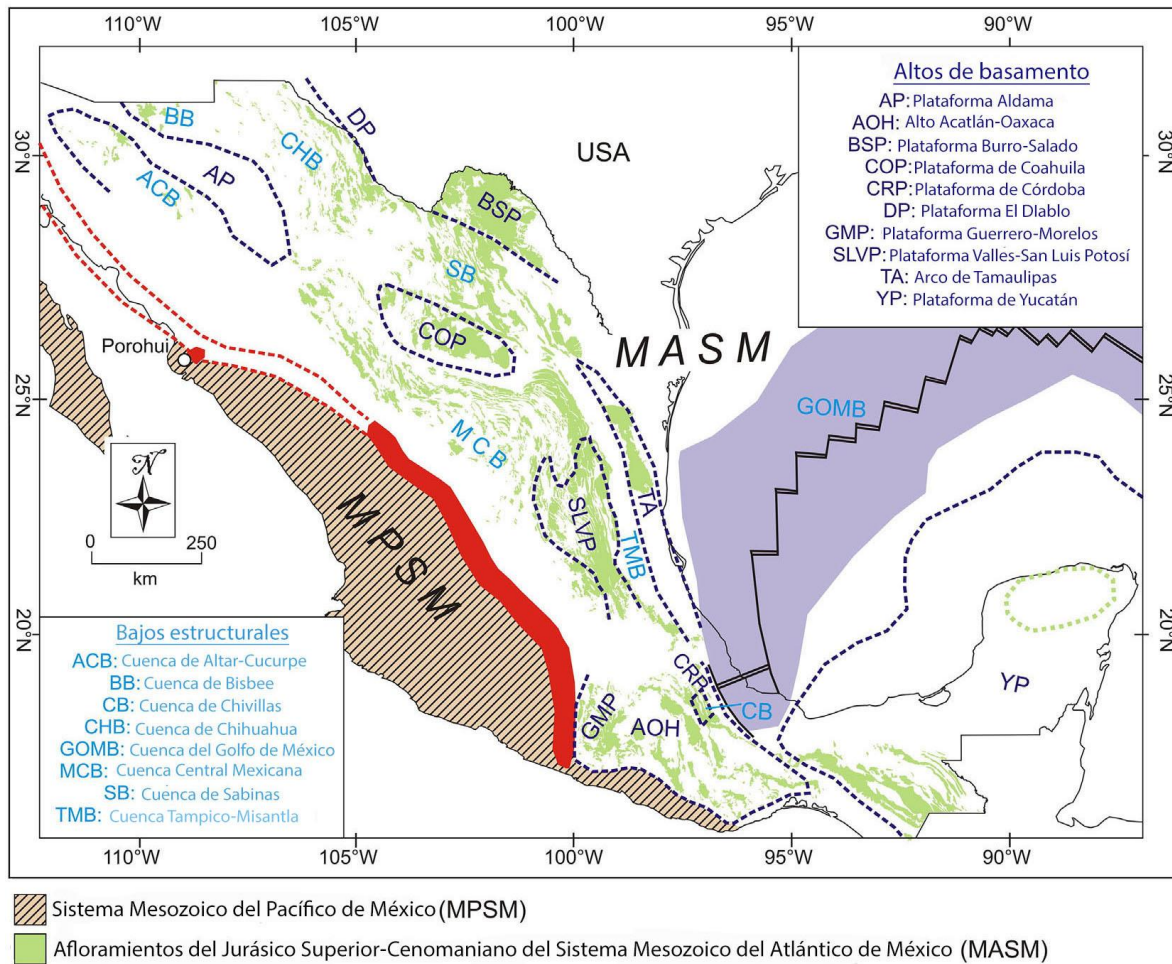 110°W 105°W 100°W 95°W 90°W
30°N
25°N
20°N
30°N
25°N
20°N
Altos de basamento
AP: Plataforma Aldama
AOH: Alto Acatlán-Oaxaca
BSP: Plataforma Burro-Salado
COP: Plataforma de Coahuila
CRP: Plataforma de Córdoba
DP: Plataforma El DIablo
GMP: Plataforma Guerrero-Morelos
SLVP: Plataforma Valles-San Luis Potosí
TA: Arco de Tamaulipas
YP: Plataforma de Yucatán
BB
DP
CHB
USA
AP
ACB
BSP
SB
COP
MASM
Porohui
GOMB
MCB
N
0 250
km
MPSM
SLVP
TA
TMB
CRP
CB
GMP
AOH
YP
Bajos estructurales
ACB: Cuenca de Altar-Cucurpe
BB: Cuenca de Bisbee
CB: Cuenca de Chivillas
CHB: Cuenca de Chihuahua
GOMB: Cuenca del Golfo de México
MCB: Cuenca Central Mexicana
SB: Cuenca de Sabinas
TMB: Cuenca Tampico-Misantla
110°W 105°W 100°W 95°W 90°W
Sistema Mesozoico del Pacífico de México (MPSM)
Afloramientos del Jurásico Superior-Cenomaniano del Sistema Mesozoico del Atlántico de México (MASM)